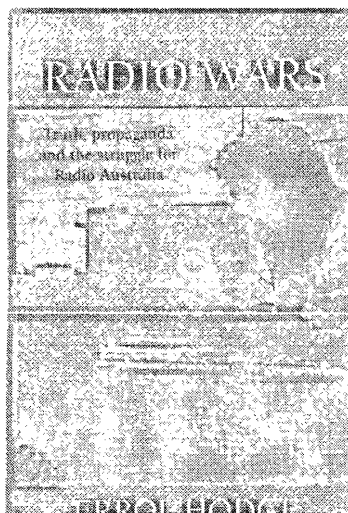 RADIO WARS
Truth, propaganda
and the struggle for
Radio Australia
ERROL HODGE